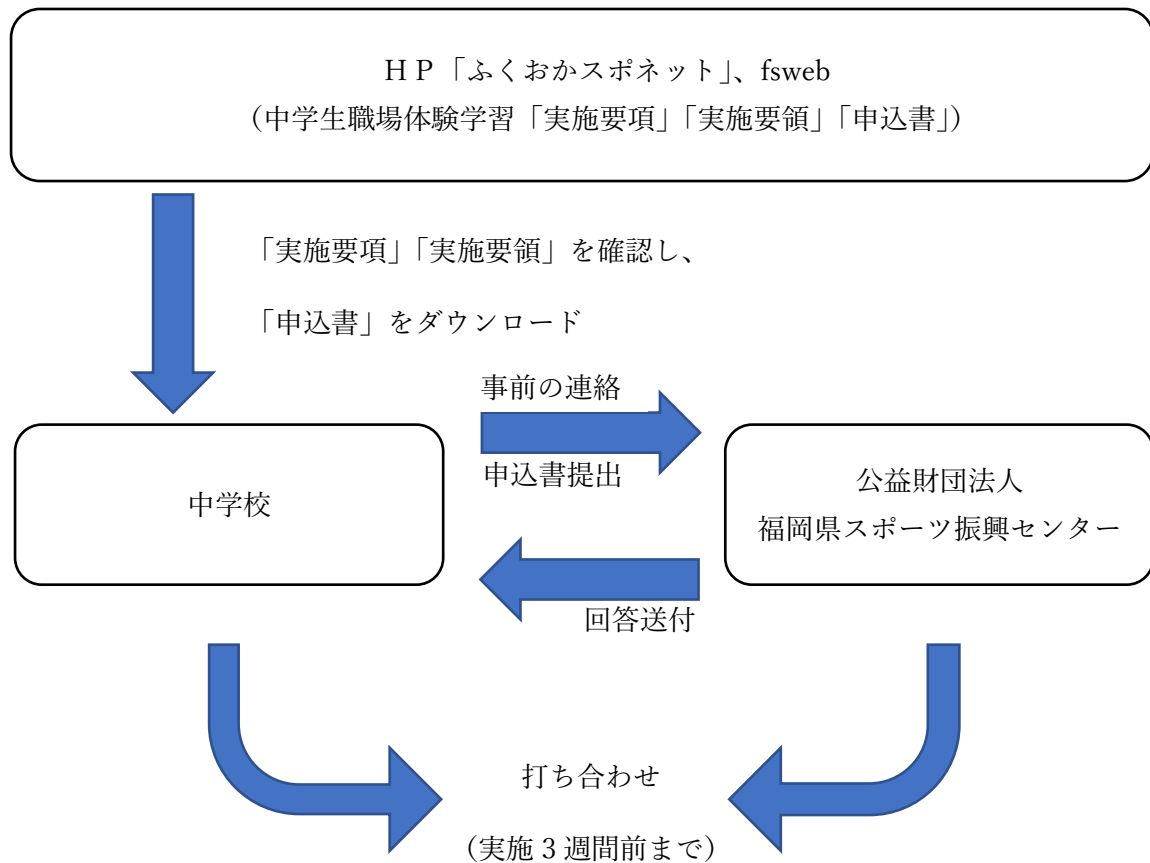 ＨＰ「ふくおかスポネット」、fsweb
（中学生職場体験学習「実施要項」「実施要領」「申込書」）
「実施要項」「実施要領」を確認し、
「申込書」をダウンロード
事前の連絡
申込書提出
中学校
公益財団法人
福岡県スポーツ振興センター
回答送付
打ち合わせ
（実施３週間前まで）